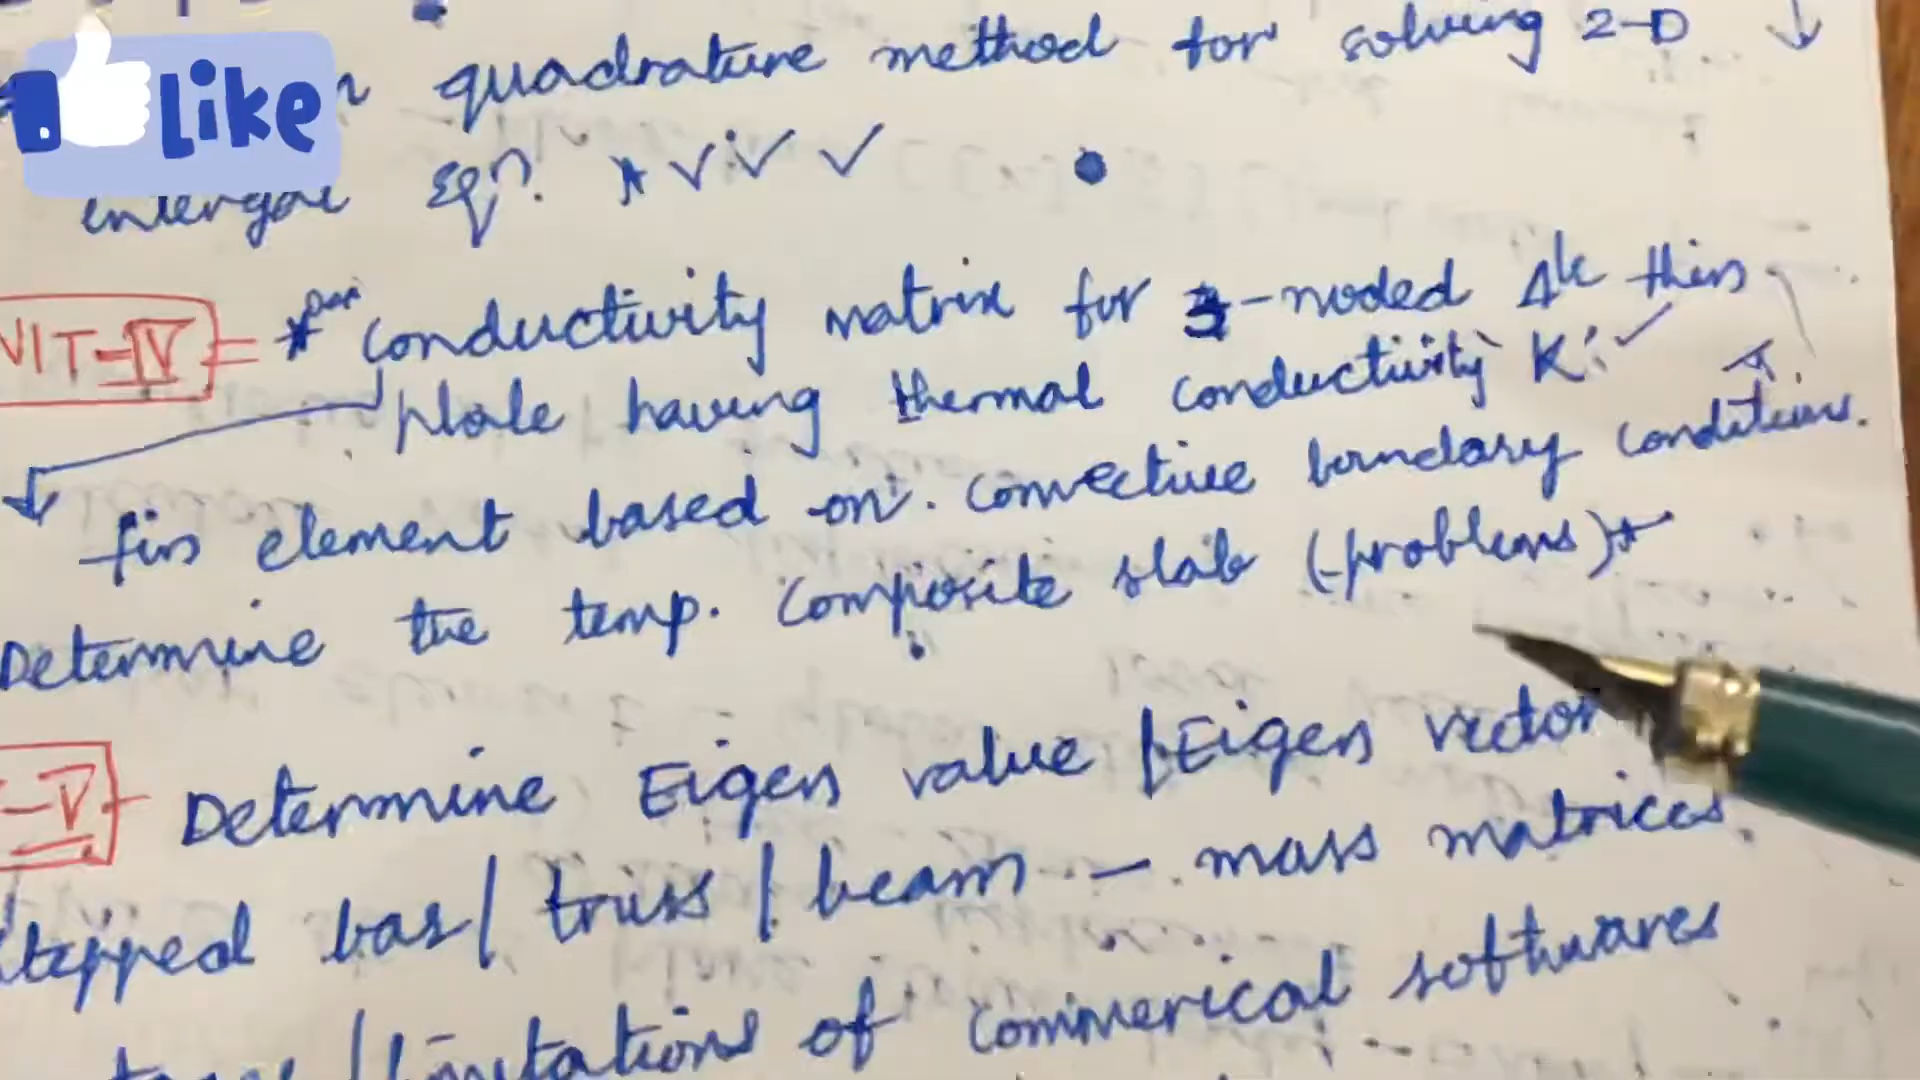 Like
quadrature method for solving 2-D
intergal Eqn.
NIT-IV = conductivity matrix for 3-noded Δle thin
plate having thermal conductivity 'K'.
fin element based on convective boundary conditions.
Determine the temp. composite slab (problems)
-V - Determine Eigen value / Eigen vector
stepped bar / truss / beam - mass matrices.
/ limitations of commerical softwares